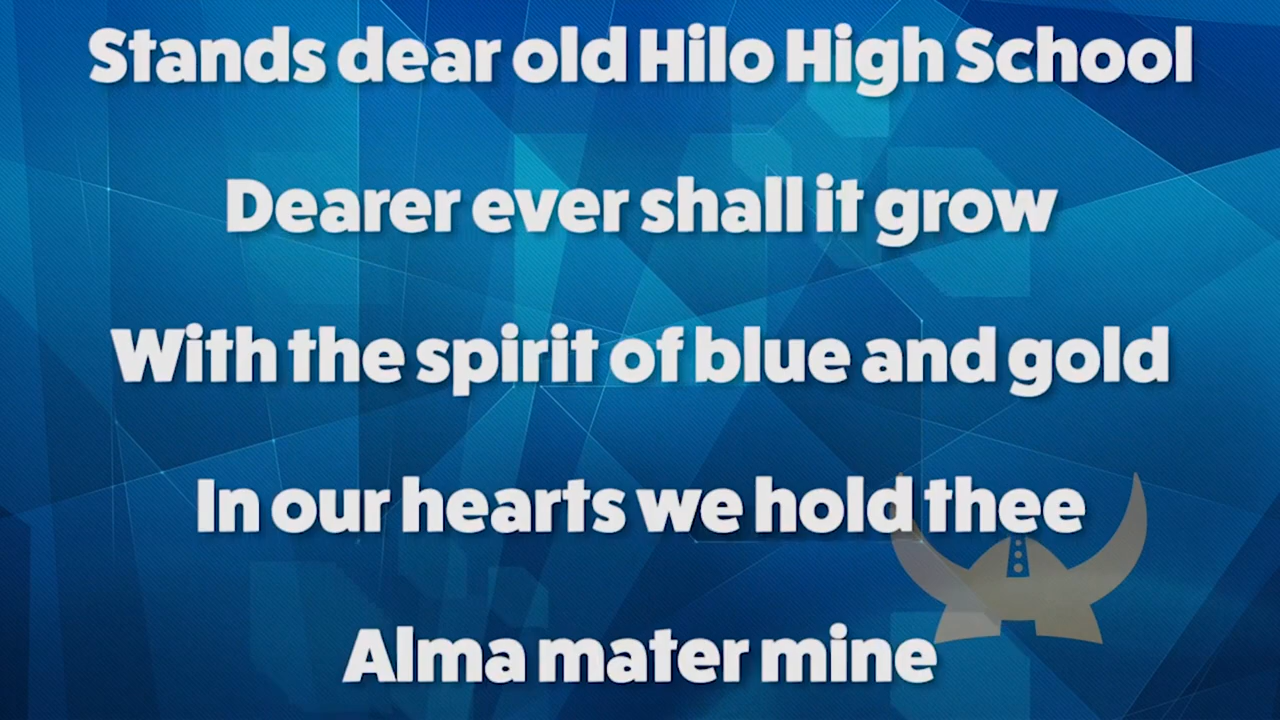 Stands dear old Hilo High School
Dearer ever shall it grow
With the spirit of blue and gold
In our hearts we hold thee
Alma mater mine